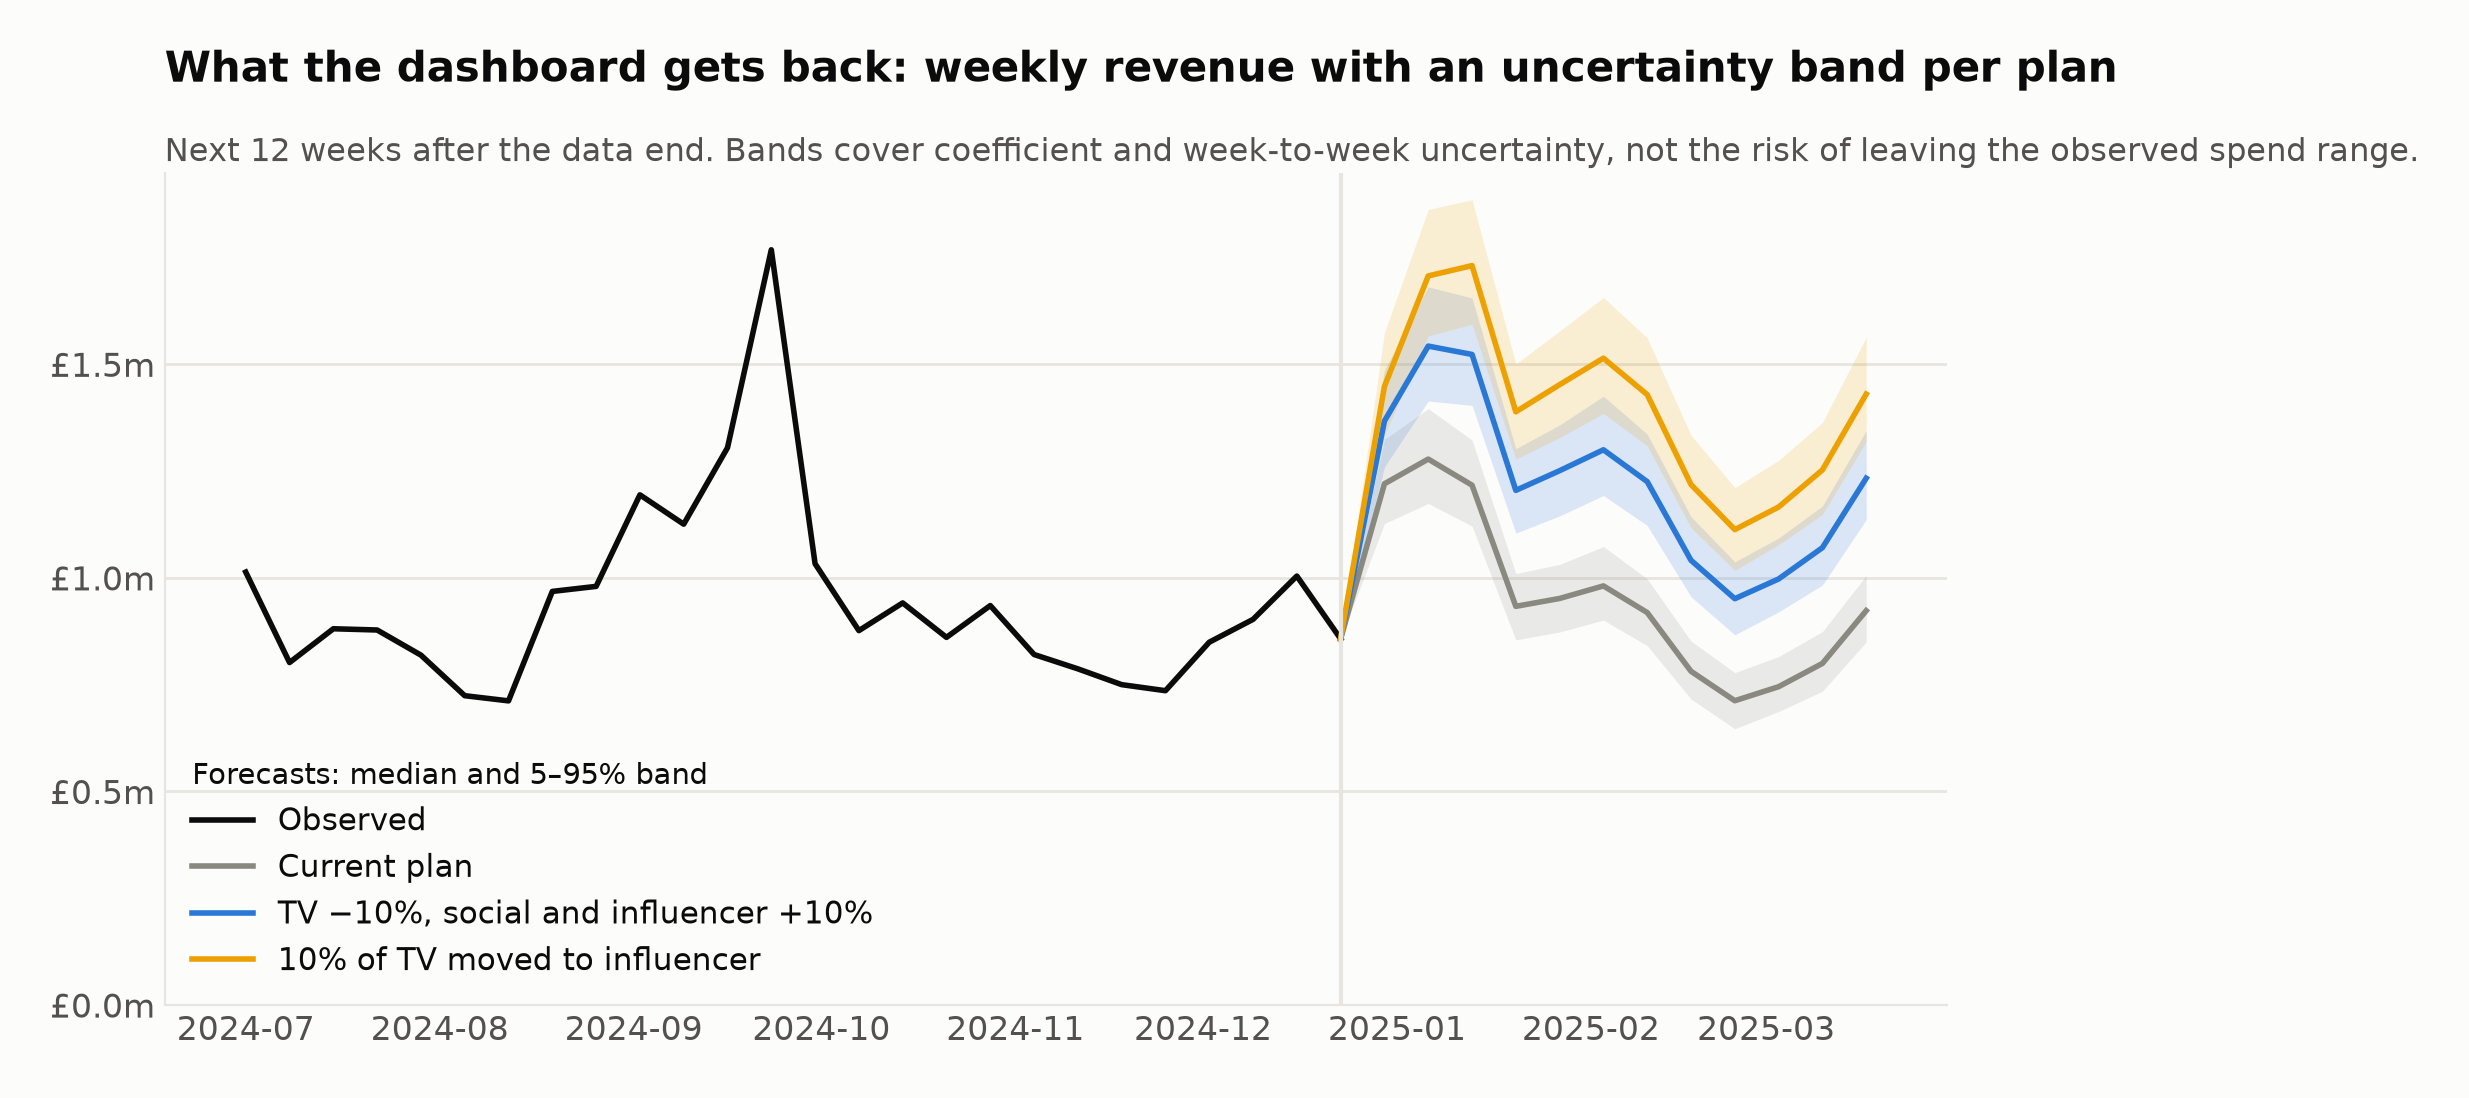 What the dashboard gets back: weekly revenue with an uncertainty band per plan
Next 12 weeks after the data end. Bands cover coefficient and week-to-week uncertainty, not the risk of leaving the observed spend range.
£1.5m
£1.0m
£0.5m
£0.0m
Forecasts: median and 5–95% band
Observed
Current plan
TV −10%, social and influencer +10%
10% of TV moved to influencer
2024-07 2024-08 2024-09 2024-10 2024-11 2024-12 2025-01 2025-02 2025-03